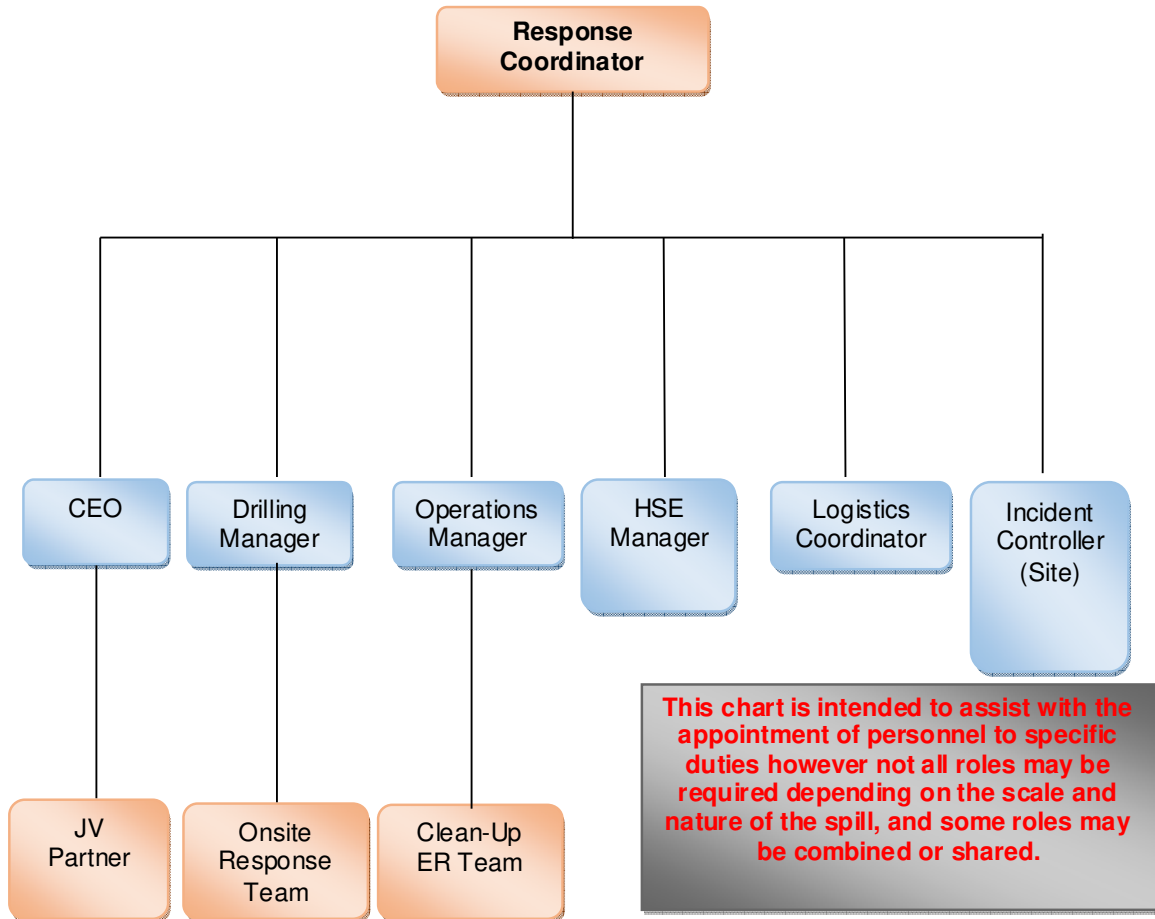 Response
Coordinator
CEO
Drilling
Manager
Operations
Manager
HSE
Manager
Logistics
Coordinator
Incident
Controller
(Site)
This chart is intended to assist with the
appointment of personnel to specific
duties however not all roles may be
required depending on the scale and
nature of the spill, and some roles may
be combined or shared.
JV
Partner
Onsite
Response
Team
Clean-Up
ER Team